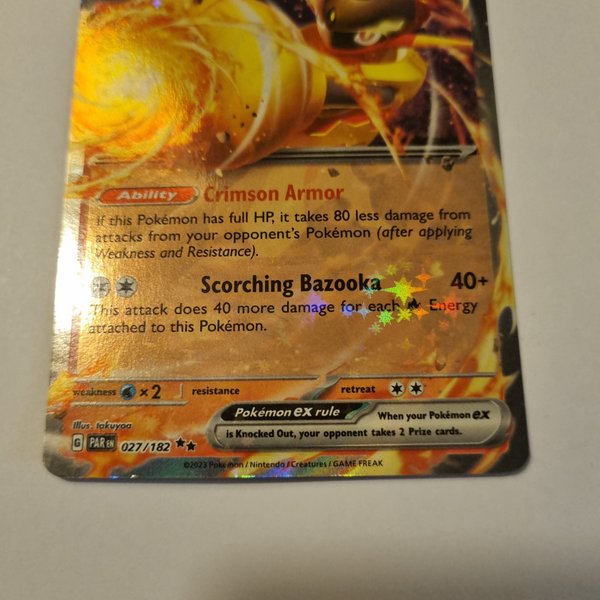 Ability Crimson Armor
If this Pokémon has full HP, it takes 80 less damage from
attacks from your opponent's Pokémon (after applying
Weakness and Resistance).
Scorching Bazooka 40+
This attack does 40 more damage for each Energy
attached to this Pokémon.
weakness ×2 resistance retreat
Pokémon ex rule
When your Pokémon ex
is Knocked Out, your opponent takes 2 Prize cards.
Illus. takuyoa
G PAR EN 027/182
©2023 Pokémon / Nintendo / Creatures / GAME FREAK